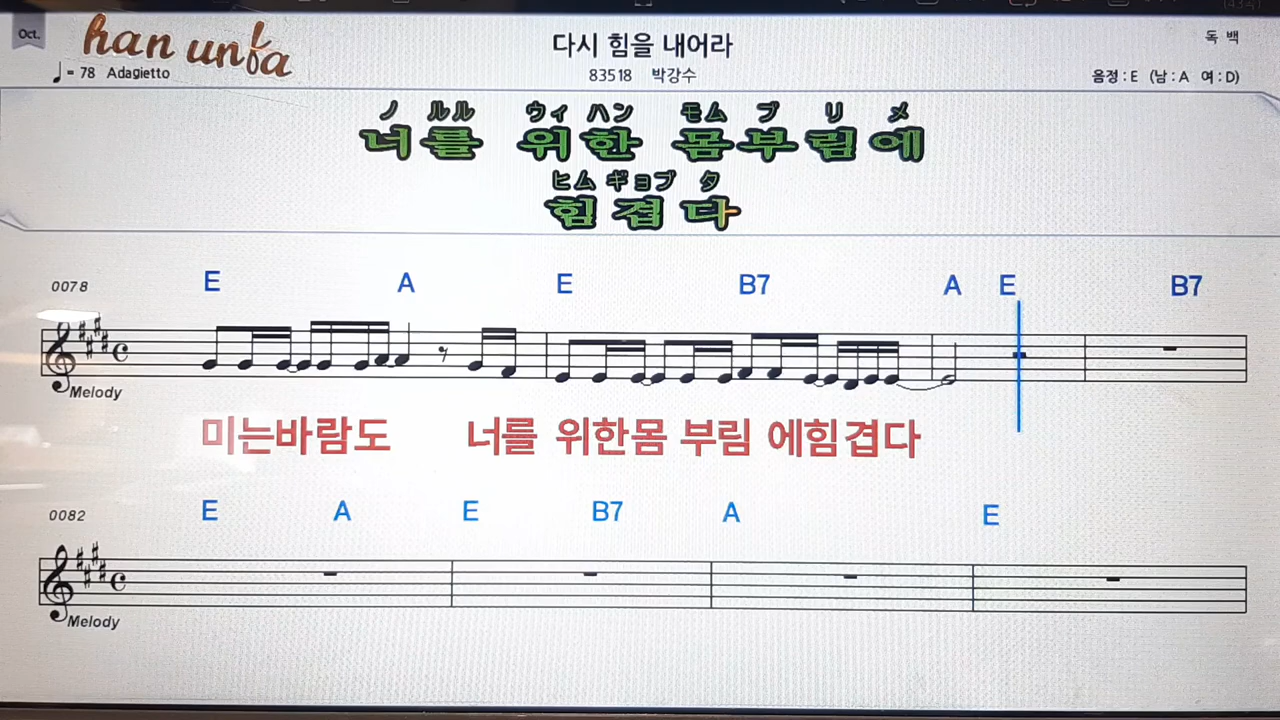 Oct.
han unfa
다시 힘을 내어라
독 백
♩= 78 Adagietto
83518 박강수
음정 : E (남 : A 여 : D)
ノ ルル ウィ ハン モム ブ リ メ
너를 위한 몸부림에
ヒム ギョブ タ
힘겹다
0078
E A E B7 A E B7
Melody
미는바람도 너를 위한몸 부림 에힘겹다
0082
E A E B7 A E
Melody